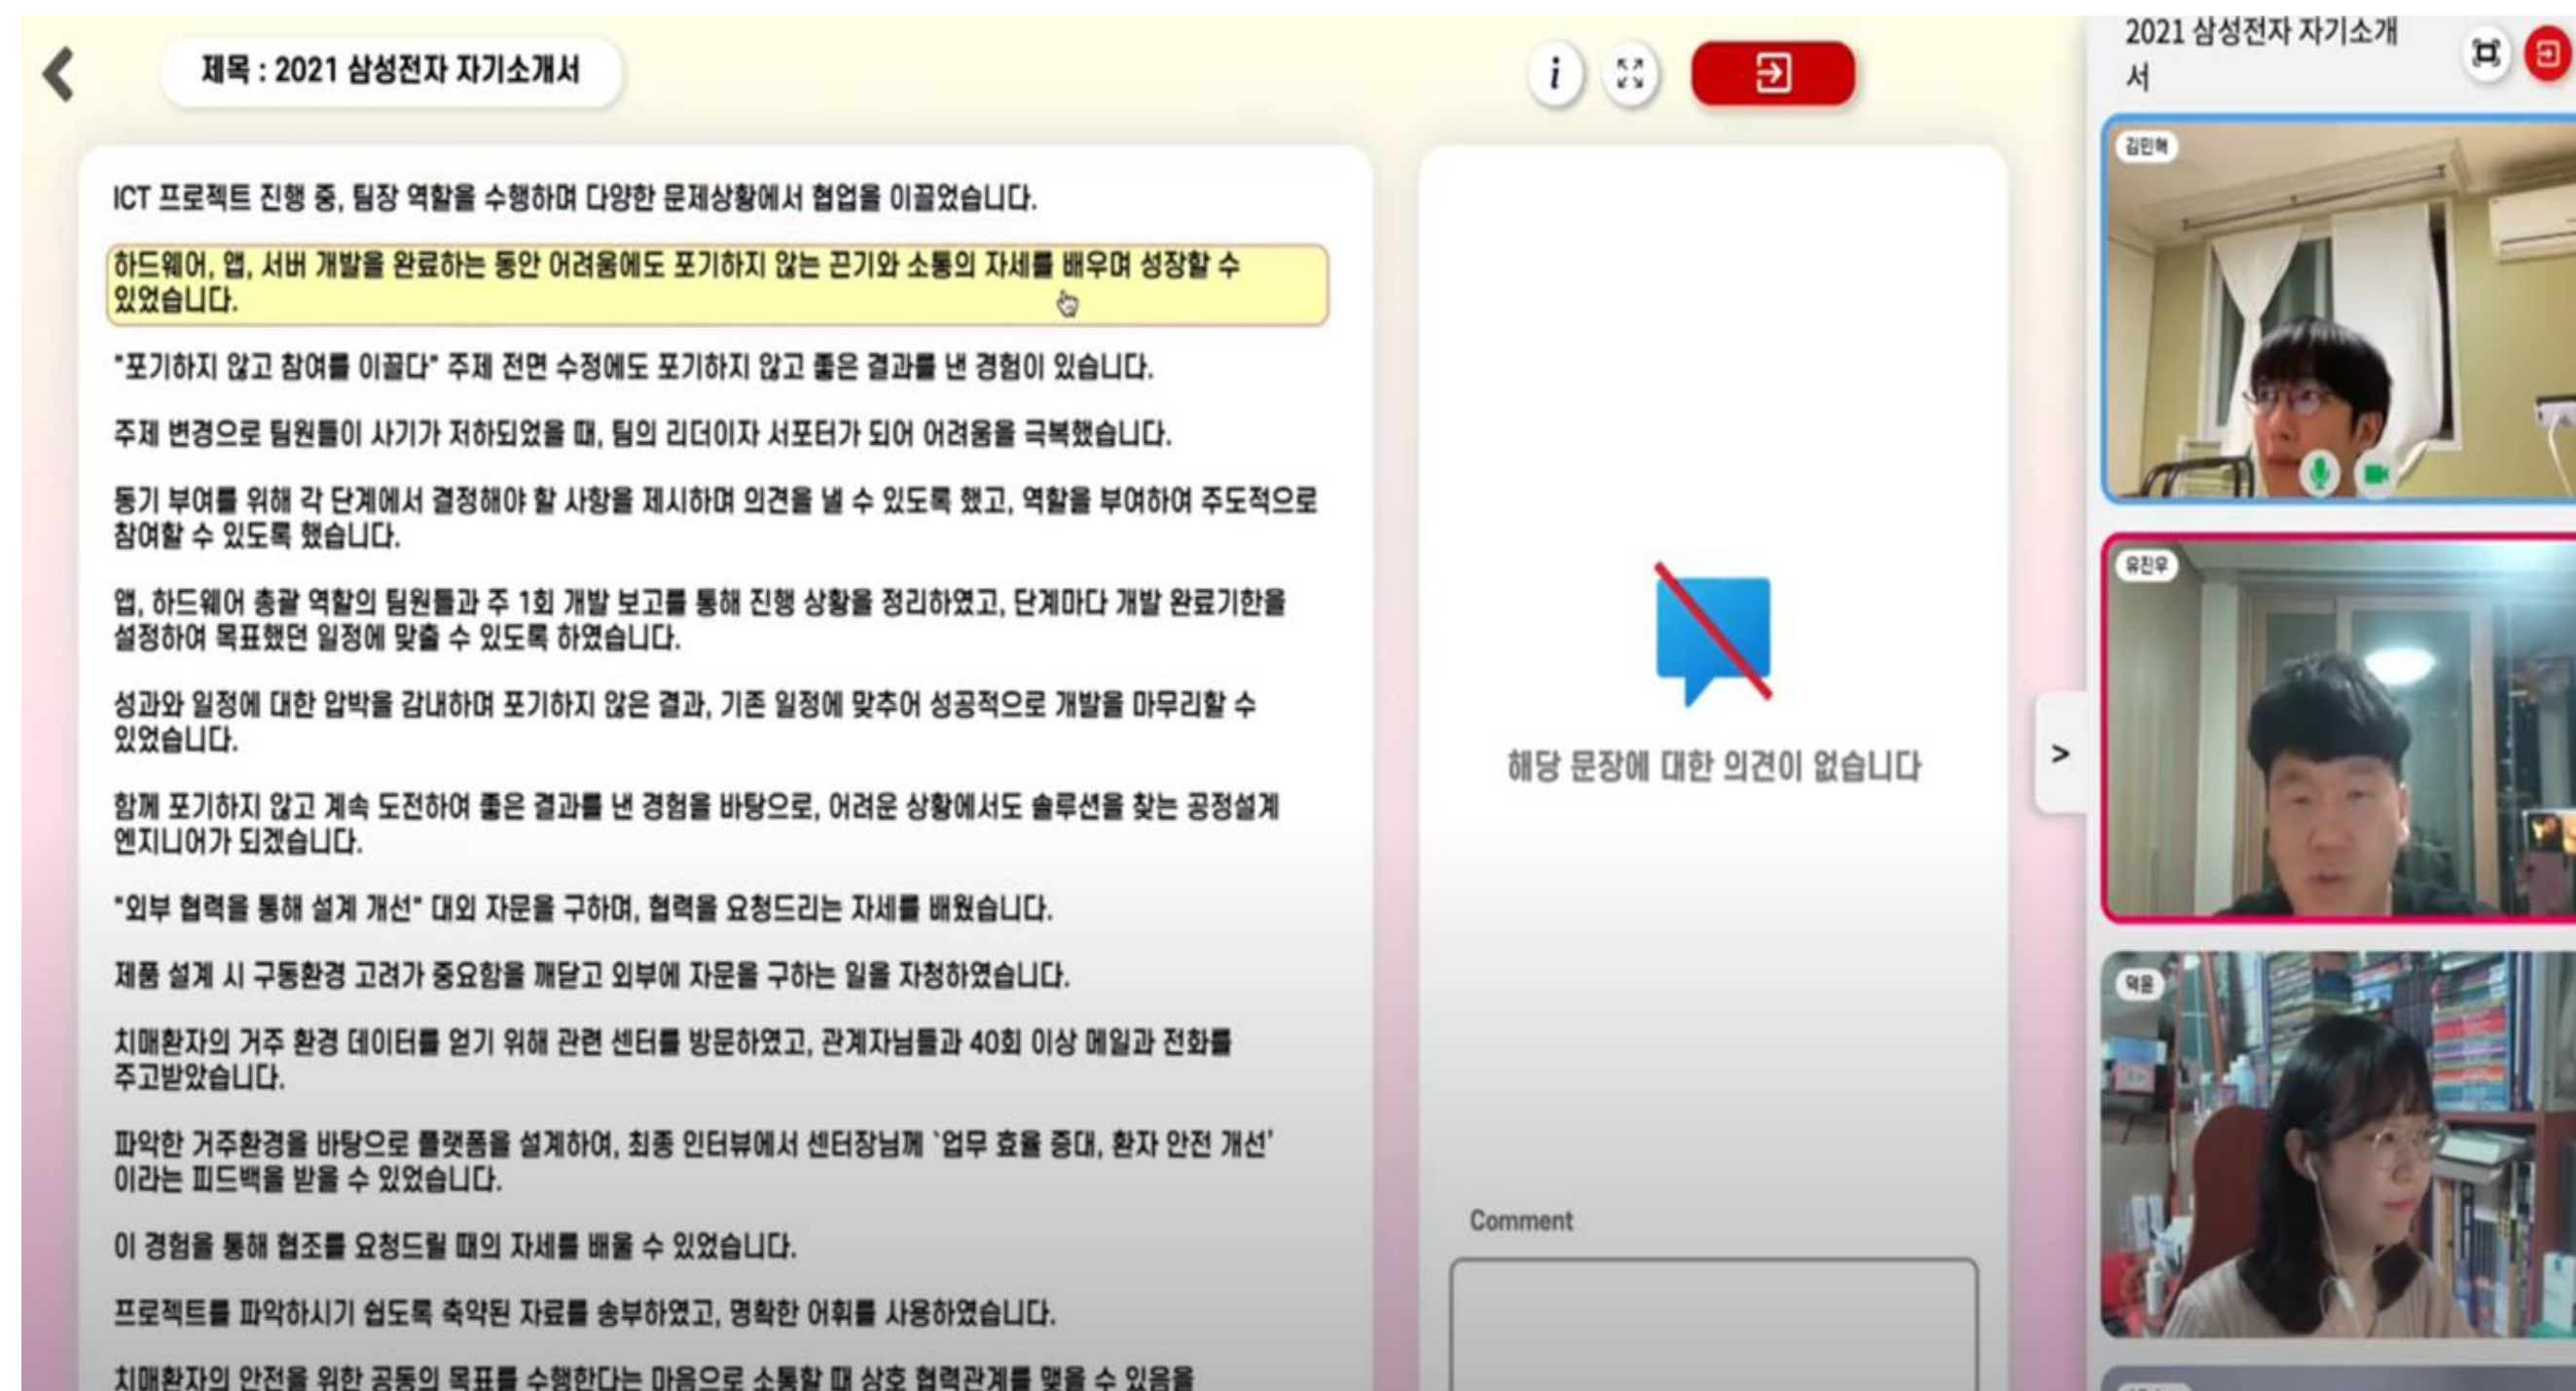 제목 : 2021 삼성전자 자기소개서
ICT 프로젝트 진행 중, 팀장 역할을 수행하며 다양한 문제상황에서 협업을 이끌었습니다.
하드웨어, 앱, 서버 개발을 완료하는 동안 어려움에도 포기하지 않는 끈기와 소통의 자세를 배우며 성장할 수
있었습니다.
"포기하지 않고 참여를 이끌다" 주제 전면 수정에도 포기하지 않고 좋은 결과를 낸 경험이 있습니다.
주제 변경으로 팀원들이 사기가 저하되었을 때, 팀의 리더이자 서포터가 되어 어려움을 극복했습니다.
동기 부여를 위해 각 단계에서 결정해야 할 사항을 제시하며 의견을 낼 수 있도록 했고, 역할을 부여하여 주도적으로
참여할 수 있도록 했습니다.
앱, 하드웨어 총괄 역할의 팀원들과 주 1회 개발 보고를 통해 진행 상황을 정리하였고, 단계마다 개발 완료기한을
설정하여 목표했던 일정에 맞출 수 있도록 하였습니다.
성과와 일정에 대한 압박을 감내하며 포기하지 않은 결과, 기존 일정에 맞추어 성공적으로 개발을 마무리할 수
있었습니다.
함께 포기하지 않고 계속 도전하여 좋은 결과를 낸 경험을 바탕으로, 어려운 상황에서도 솔루션을 찾는 공정설계
엔지니어가 되겠습니다.
"외부 협력을 통해 설계 개선" 대외 자문을 구하며, 협력을 요청드리는 자세를 배웠습니다.
제품 설계 시 구동환경 고려가 중요함을 깨닫고 외부에 자문을 구하는 일을 자청하였습니다.
치매환자의 거주 환경 데이터를 얻기 위해 관련 센터를 방문하였고, 관계자님들과 40회 이상 메일과 전화를
주고받았습니다.
파악한 거주환경을 바탕으로 플랫폼을 설계하여, 최종 인터뷰에서 센터장님께 `업무 효율 증대, 환자 안전 개선'
이라는 피드백을 받을 수 있었습니다.
이 경험을 통해 협조를 요청드릴 때의 자세를 배울 수 있었습니다.
프로젝트를 파악하시기 쉽도록 축약된 자료를 송부하였고, 명확한 어휘를 사용하였습니다.
치매환자의 안전을 위한 공동의 목표를 수행한다는 마음으로 소통할 때 상호 협력관계를 맺을 수 있음을
해당 문장에 대한 의견이 없습니다
Comment
>
2021 삼성전자 자기소개
서
김민혁
유진우
덕윤